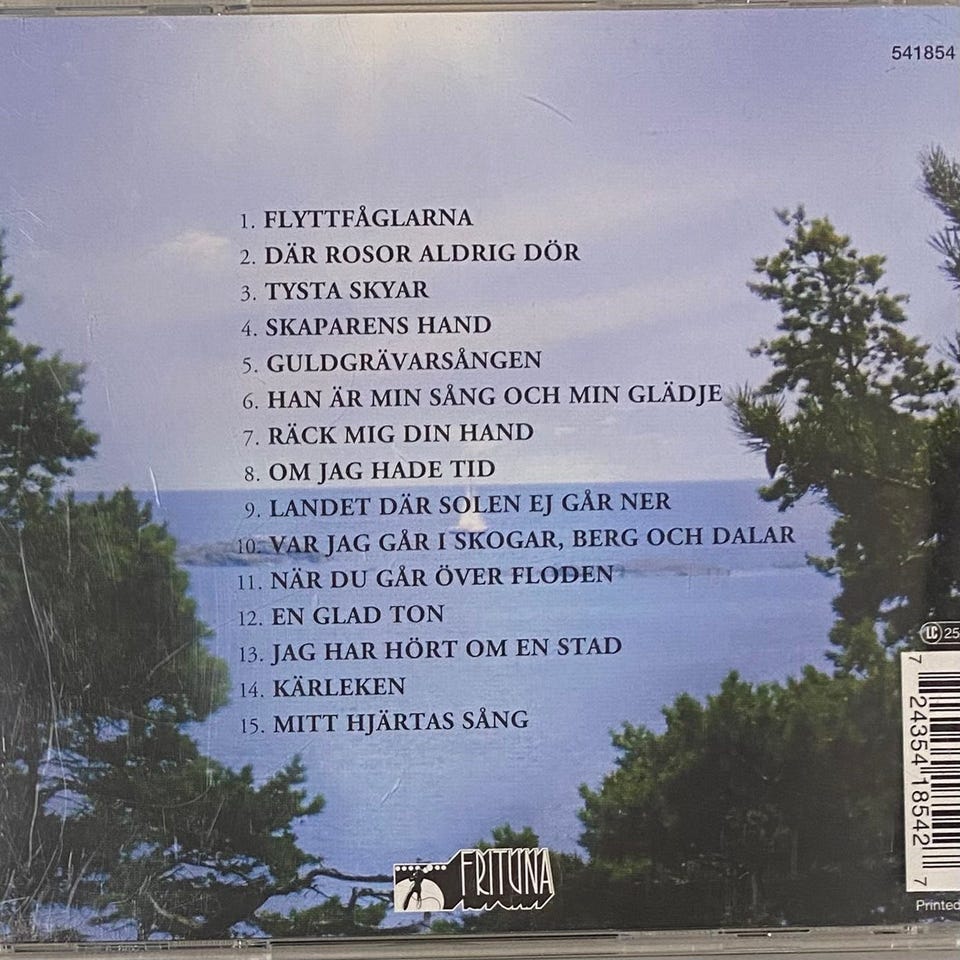 541854
1. FLYTTFÅGLARNA
2. DÄR ROSOR ALDRIG DÖR
3. TYSTA SKYAR
4. SKAPARENS HAND
5. GULDGRÄVARSÅNGEN
6. HAN ÄR MIN SÅNG OCH MIN GLÄDJE
7. RÄCK MIG DIN HAND
8. OM JAG HADE TID
9. LANDET DÄR SOLEN EJ GÅR NER
10. VAR JAG GÅR I SKOGAR, BERG OCH DALAR
11. NÄR DU GÅR ÖVER FLODEN
12. EN GLAD TON
13. JAG HAR HÖRT OM EN STAD
14. KÄRLEKEN
15. MITT HJÄRTAS SÅNG
LC 25
7 24354 18542 7
FRITUNA
Printed